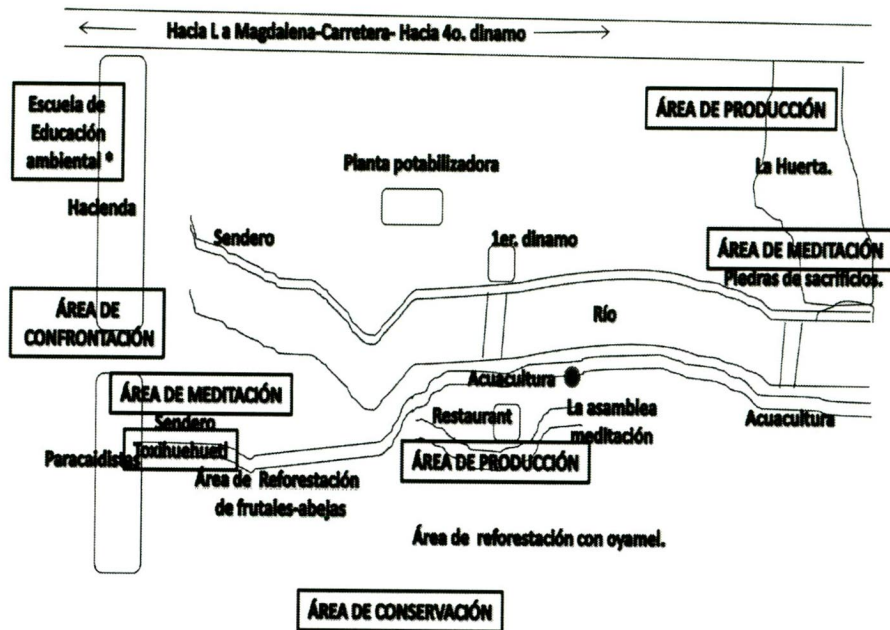 Hacia L a Magdalena-Carretera- Hacia 4o. dinamo
Escuela de
Educación
ambiental *
Hacienda
ÁREA DE PRODUCCIÓN
La Huerta.
Planta potabilizadora
Sendero
1er. dinamo
ÁREA DE MEDITACIÓN
Piedras de sacrificios.
ÁREA DE
CONFRONTACIÓN
Río
ÁREA DE MEDITACIÓN
Sendero
Toxihuehueti
Paracaidistas
Acuacultura
Restaurant
La asamblea
meditación
Acuacultura
ÁREA DE PRODUCCIÓN
Área de Reforestación
de frutales-abejas
Área de reforestación con oyamel.
ÁREA DE CONSERVACIÓN